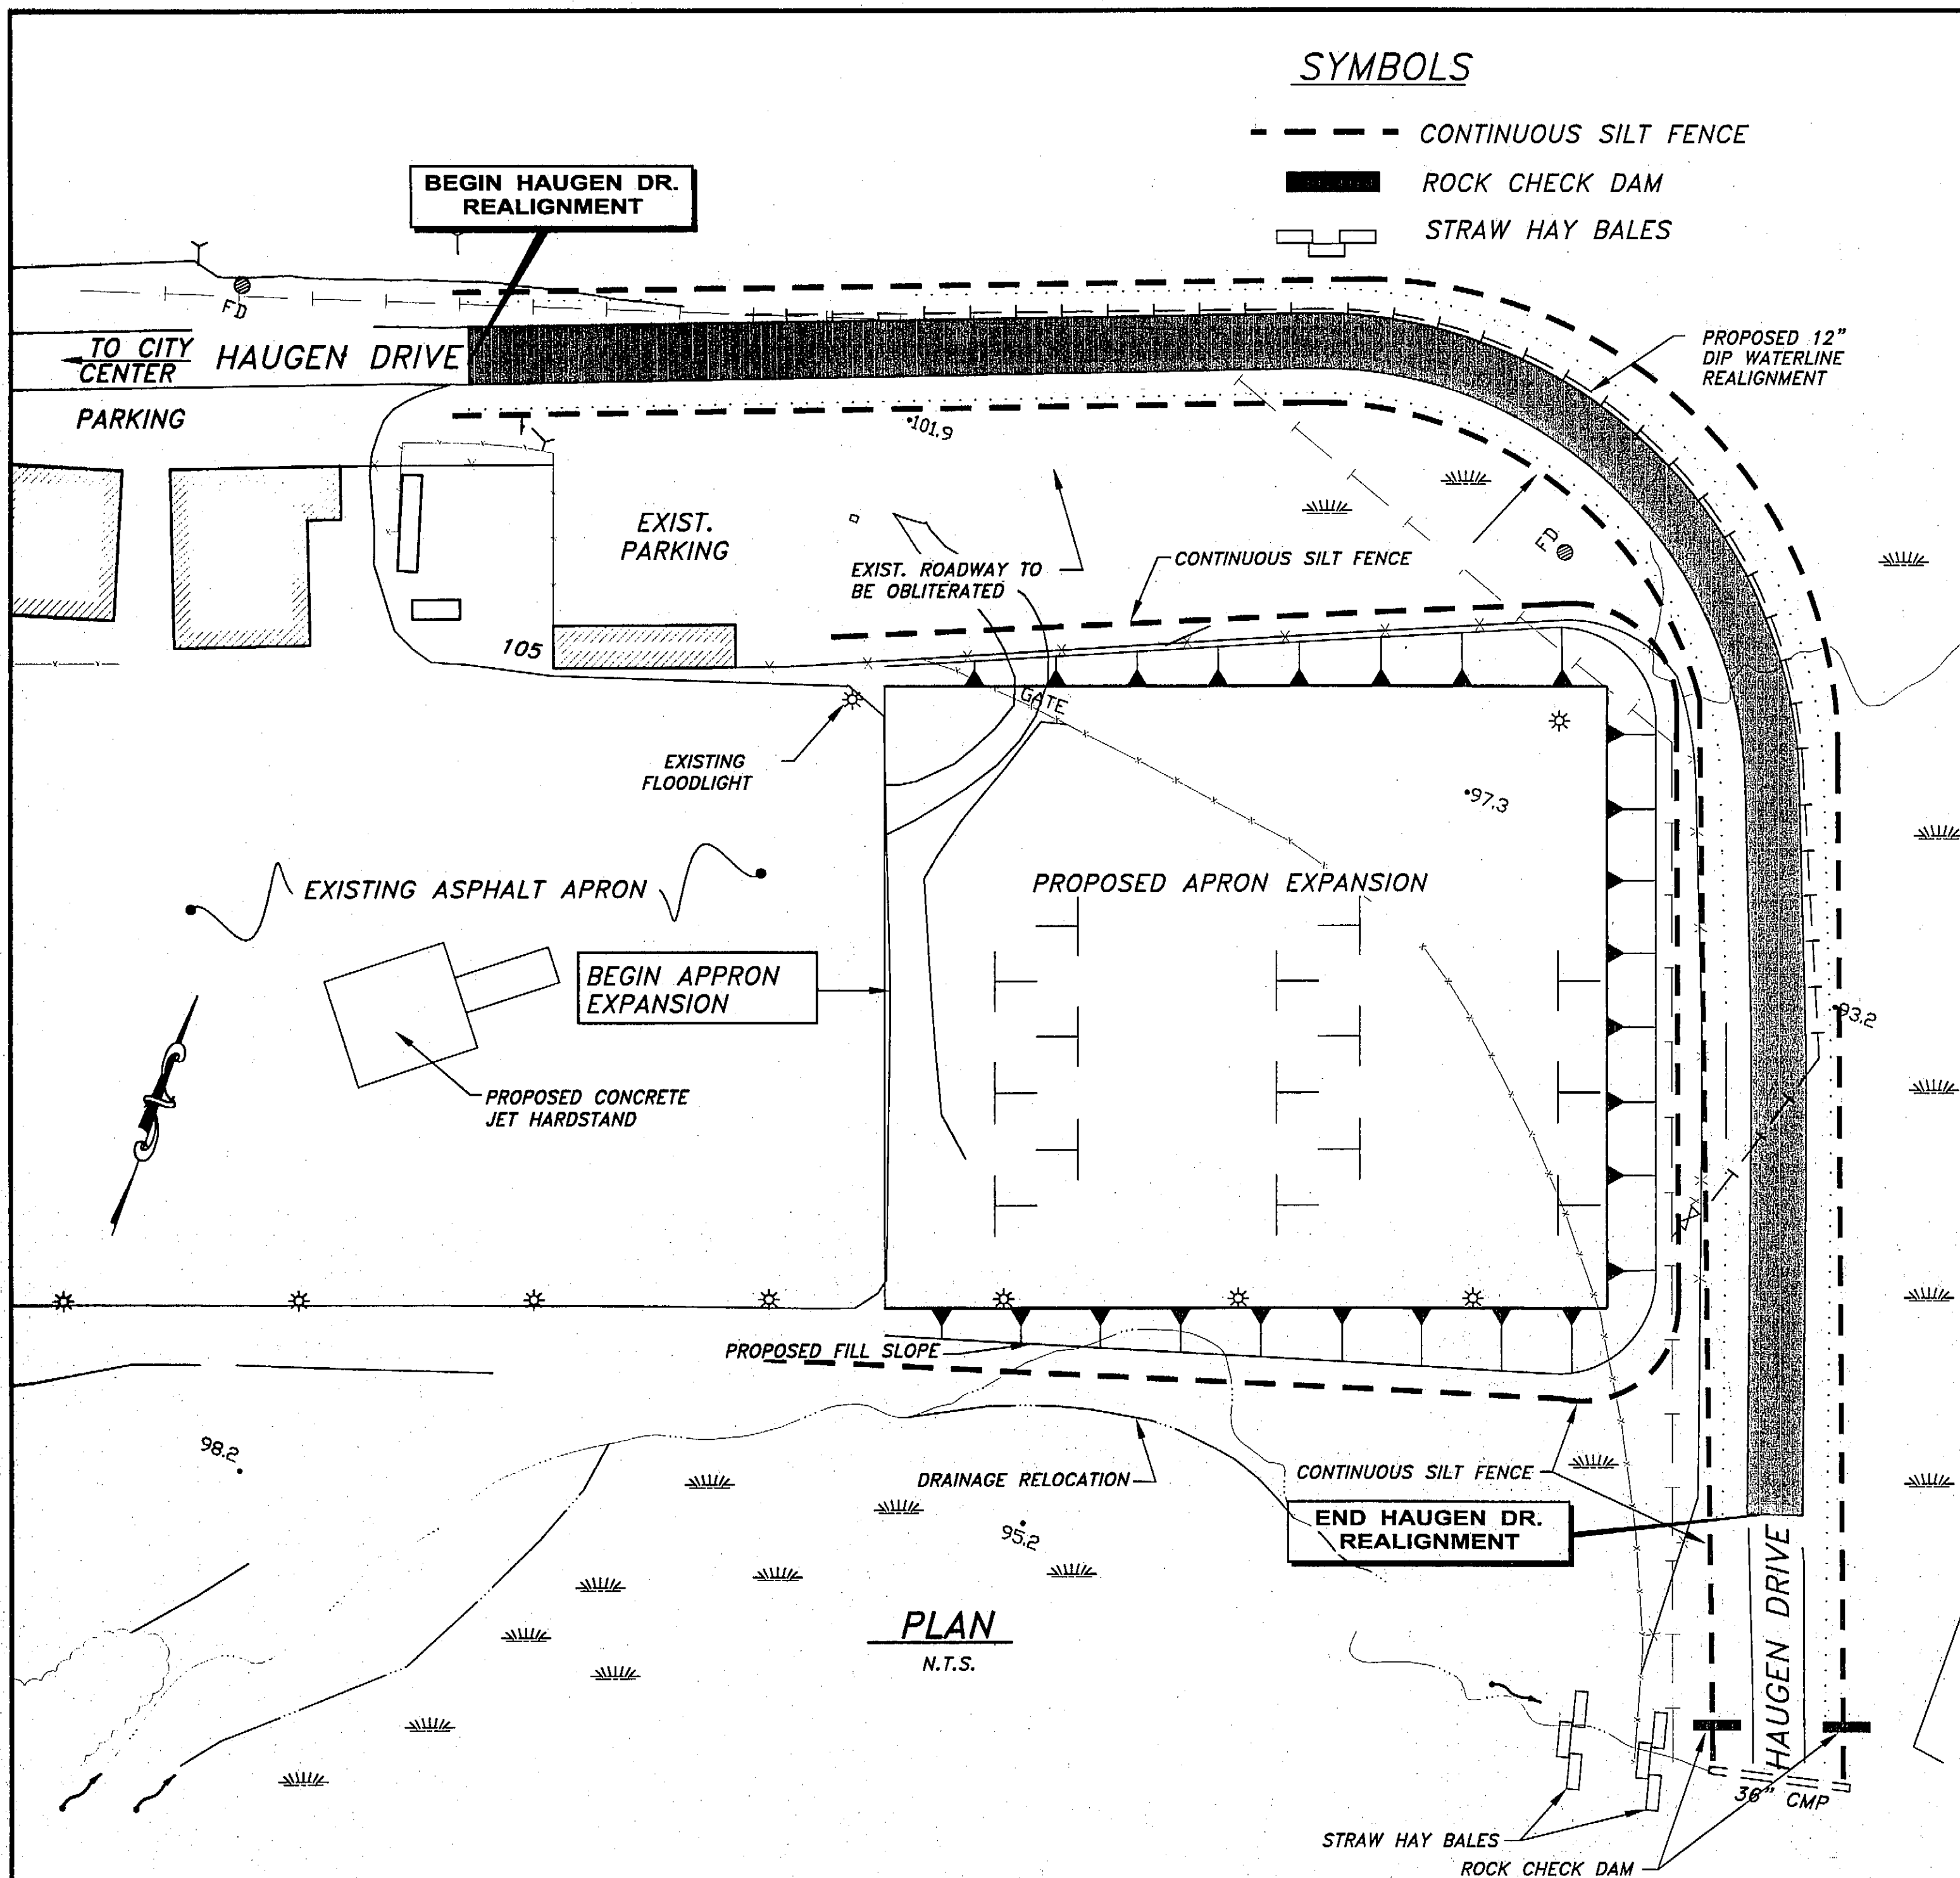 SYMBOLS
CONTINUOUS SILT FENCE
ROCK CHECK DAM
STRAW HAY BALES
BEGIN HAUGEN DR.
REALIGNMENT
FD
TO CITY
CENTER
HAUGEN DRIVE
PARKING
PROPOSED 12"
DIP WATERLINE
REALIGNMENT
101.9
EXIST.
PARKING
EXIST. ROADWAY TO
BE OBLITERATED
CONTINUOUS SILT FENCE
FD
105
GATE
EXISTING
FLOODLIGHT
97.3
EXISTING ASPHALT APRON
PROPOSED APRON EXPANSION
BEGIN APPRON
EXPANSION
93.2
PROPOSED CONCRETE
JET HARDSTAND
PROPOSED FILL SLOPE
98.2
DRAINAGE RELOCATION
CONTINUOUS SILT FENCE
END HAUGEN DR.
REALIGNMENT
95.2
HAUGEN DRIVE
PLAN
N.T.S.
36" CMP
STRAW HAY BALES
ROCK CHECK DAM